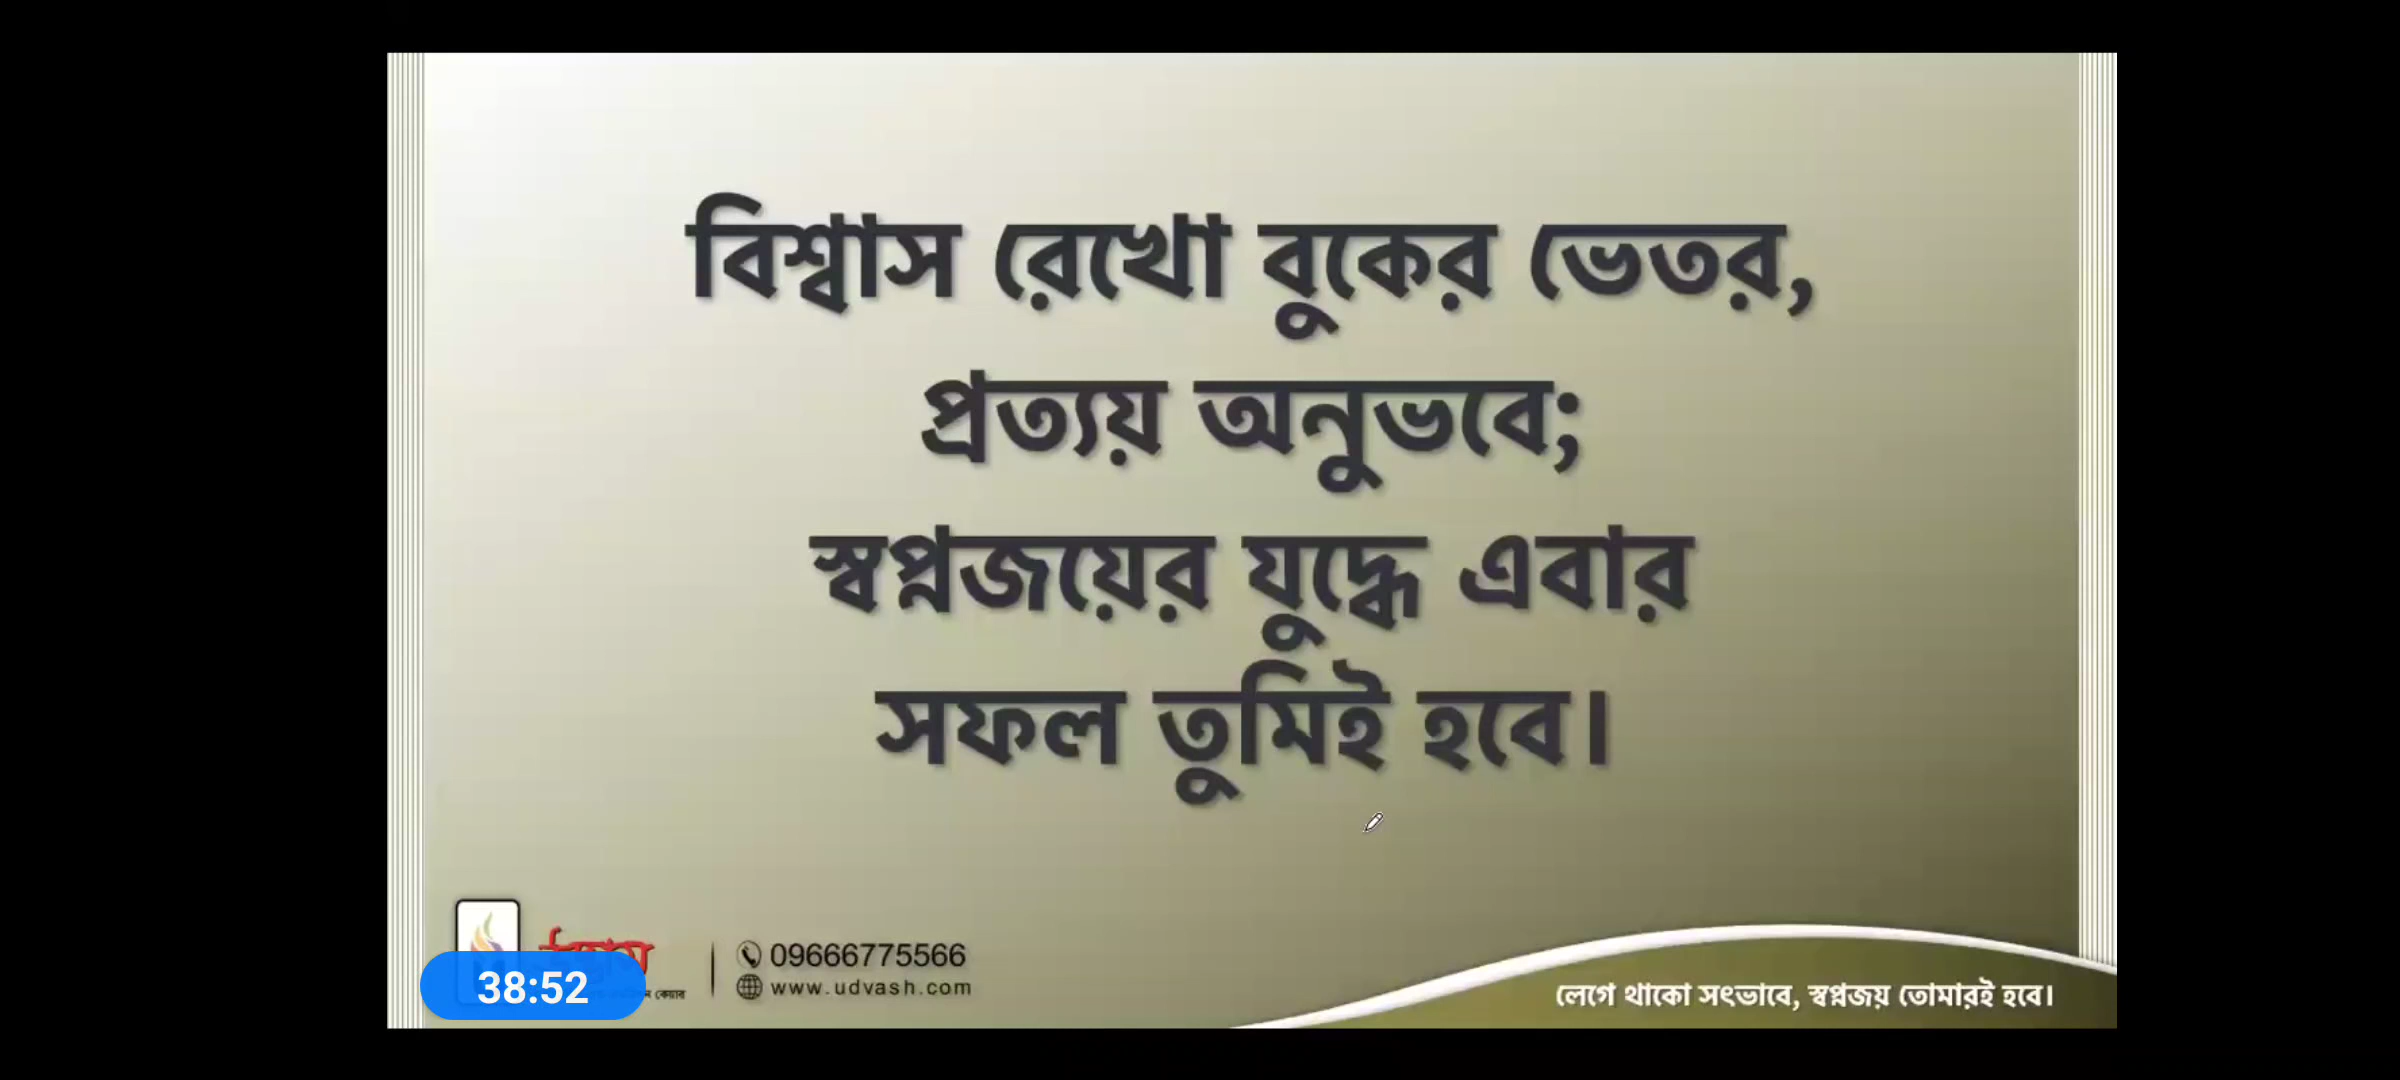 বিশ্বাস রেখো বুকের ভেতর,
প্রত্যয় অনুভবে;
স্বপ্নজয়ের যুদ্ধে এবার
সফল তুমিই হবে।
09666775566
www.udvash.com
38:52
কেয়ার
লেগে থাকো সৎভাবে, স্বপ্নজয় তোমারই হবে।